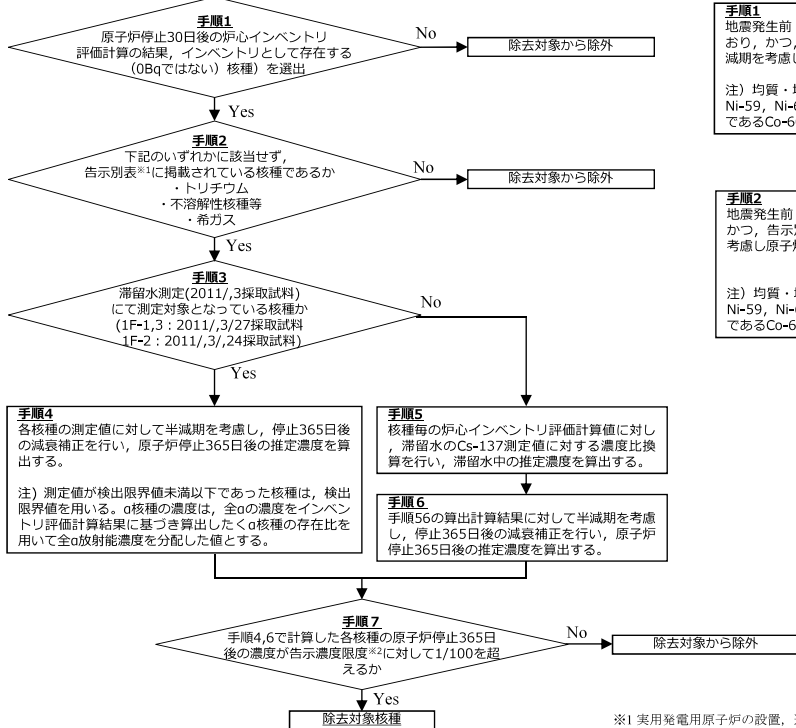 手順1
原子炉停止30日後の炉心インベントリ
評価計算の結果，インベントリとして存在する
（0Bqではない）核種）を選出
No
除去対象から除外
Yes
手順2
下記のいずれかに該当せず，
告示別表※1に掲載されている核種であるか
・トリチウム
・不溶解性核種等
・希ガス
No
除去対象から除外
Yes
手順3
滞留水測定(2011/,3採取試料)
にて測定対象となっている核種か
(1F-1,3：2011/,3/27採取試料
1F-2：2011/,3/,24採取試料)
No
Yes
手順4
各核種の測定値に対して半減期を考慮し，停止365日後
の減衰補正を行い，原子炉停止365日後の推定濃度を算
出する。
注）測定値が検出限界値未満以下であった核種は，検出
限界値を用いる。α核種の濃度は，全αの濃度をインベン
トリ評価計算結果に基づき算出したくα核種の存在比を
用いて全α放射能濃度を分配した値とする。
手順5
核種毎の炉心インベントリ評価計算値に対し
，滞留水のCs-137測定値に対する濃度比換
算を行い，滞留水中の推定濃度を算出する。
手順６
手順56の算出計算結果に対して半減期を考慮
し，停止365日後の減衰補正を行い，原子炉
停止365日後の推定濃度を算出する。
手順７
手順4,6で計算した各核種の原子炉停止365日
後の濃度が告示濃度限度※2に対して1/100を超
えるか
No
除去対象から除外
Yes
除去対象核種
手順1
地震発生前
おり，かつ，
減期を考慮し
注）均質・
Ni-59，Ni-6
であるCo-6
手順2
地震発生前
かつ，告示別
考慮し原子炉
注）均質・
Ni-59，Ni-6
であるCo-6
※1 実用発電用原子炉の設置，